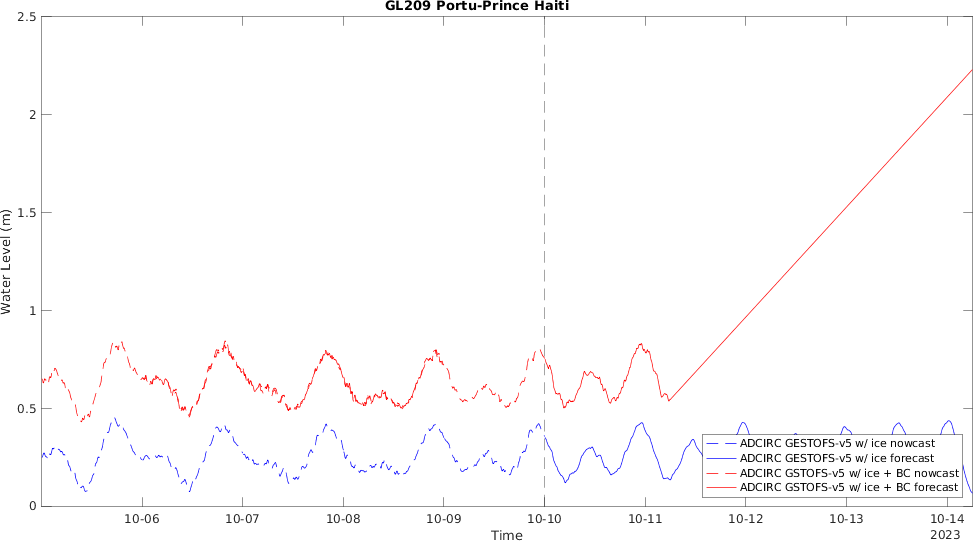 GL209 Portu-Prince Haiti
2.5
2
1.5
1
0.5
0
Water Level (m)
ADCIRC GESTOFS-v5 w/ ice nowcast
ADCIRC GESTOFS-v5 w/ ice forecast
ADCIRC GSTOFS-v5 w/ ice + BC nowcast
ADCIRC GSTOFS-v5 w/ ice + BC forecast
10-06 10-07 10-08 10-09 10-10 10-11 10-12 10-13 10-14
2023
Time